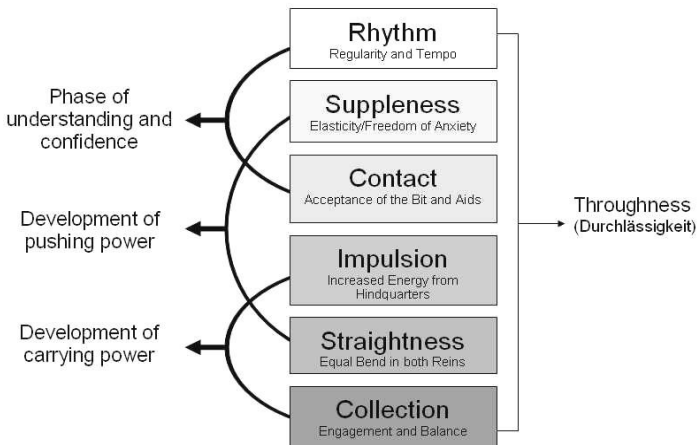 Rhythm
Regularity and Tempo
Suppleness
Elasticity/Freedom of Anxiety
Contact
Acceptance of the Bit and Aids
Impulsion
Increased Energy from
Hindquarters
Straightness
Equal Bend in both Reins
Collection
Engagement and Balance
Phase of
understanding and
confidence
Development of
pushing power
Development of
carrying power
Throughness
(Durchlässigkeit)